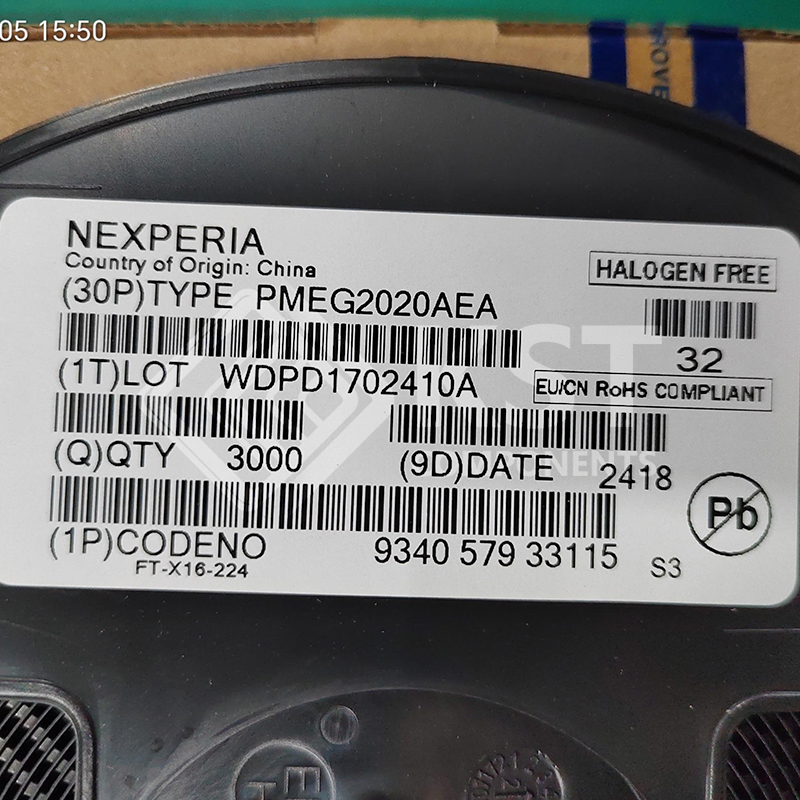 05 15:50
NEXPERIA
Country of Origin: China
HALOGEN FREE
(30P)TYPE PMEG2020AEA
32
(1T)LOT WDPD1702410A
EU/CN RoHS COMPLIANT
(Q)QTY 3000 (9D)DATE 2418
Pb
(1P)CODENO 9340 579 33115 S3
FT-X16-224